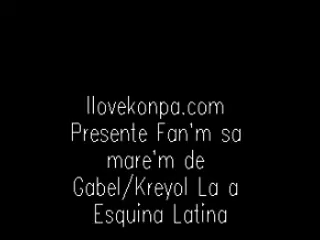 Ilovekonpa.com
Presente Fan'm sa
mare'm de
Gabel/Kreyol La a
Esquina Latina